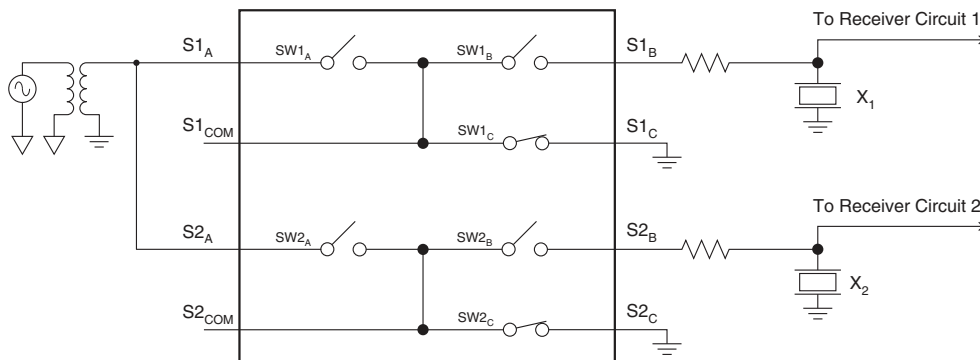 To Receiver Circuit 1
S1A SW1A SW1B S1B
X1
S1COM SW1C S1C
To Receiver Circuit 2
S2A SW2A SW2B S2B
X2
S2COM SW2C S2C